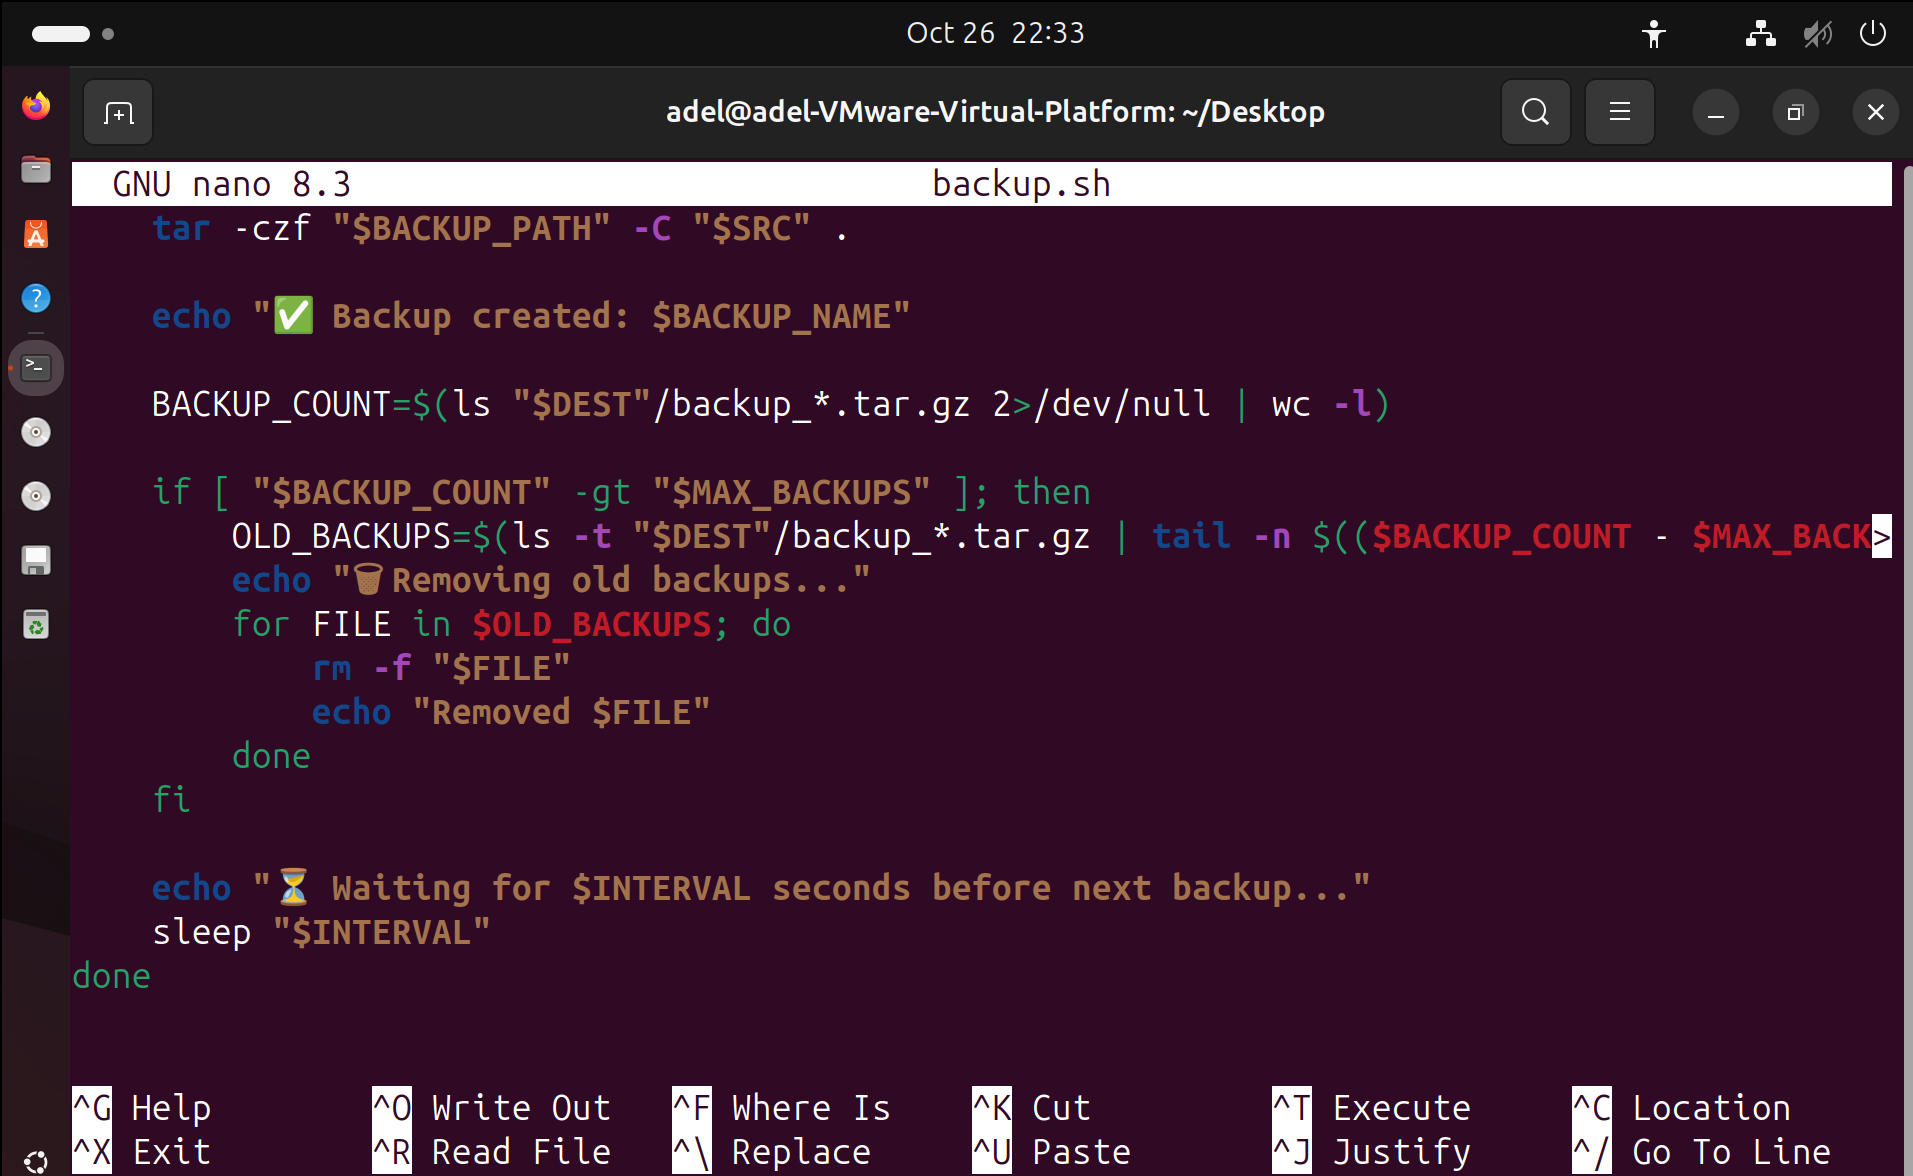 Oct 26 22:33
adel@adel-VMware-Virtual-Platform: ~/Desktop
GNU nano 8.3 backup.sh
tar -czf "$BACKUP_PATH" -C "$SRC" .
echo "✅ Backup created: $BACKUP_NAME"
BACKUP_COUNT=$(ls "$DEST"/backup_*.tar.gz 2>/dev/null | wc -l)
if [ "$BACKUP_COUNT" -gt "$MAX_BACKUPS" ]; then
OLD_BACKUPS=$(ls -t "$DEST"/backup_*.tar.gz | tail -n $(($BACKUP_COUNT - $MAX_BACK>
echo "🗑️Removing old backups..."
for FILE in $OLD_BACKUPS; do
rm -f "$FILE"
echo "Removed $FILE"
done
fi
echo "⏳ Waiting for $INTERVAL seconds before next backup..."
sleep "$INTERVAL"
done
^G Help ^O Write Out ^F Where Is ^K Cut ^T Execute ^C Location
^X Exit ^R Read File ^\ Replace ^U Paste ^J Justify ^/ Go To Line